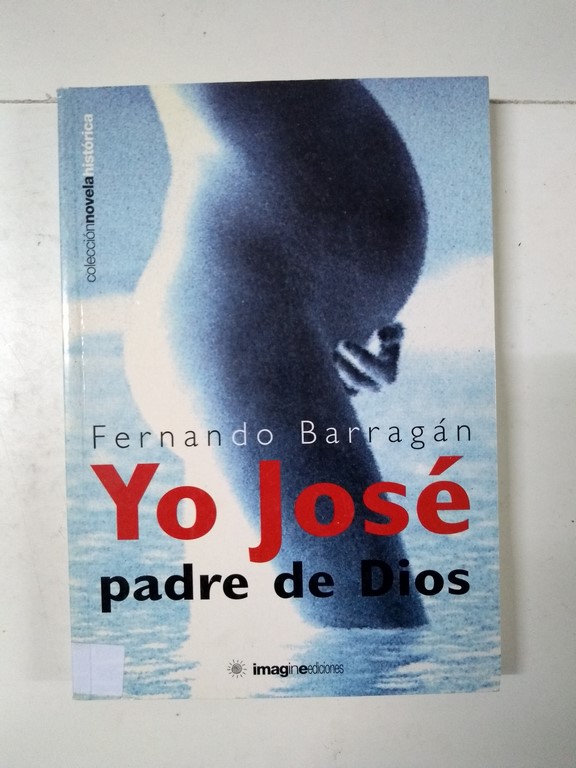 colecciónnovelahistórica
Fernando Barragán
Yo José
padre de Dios
imagineediciones